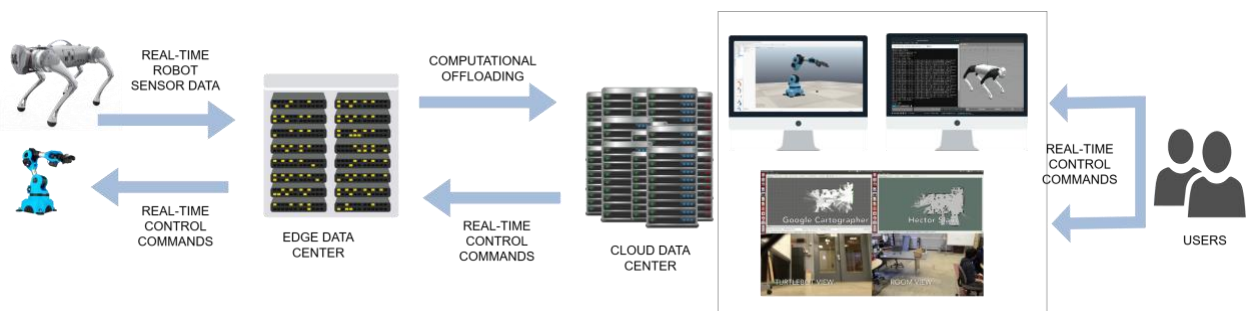 REAL-TIME
ROBOT
SENSOR DATA
REAL-TIME
CONTROL
COMMANDS
EDGE DATA
CENTER
COMPUTATIONAL
OFFLOADING
REAL-TIME
CONTROL
COMMANDS
CLOUD DATA
CENTER
Google Cartographer
Hector
TURTLEBOT VIEW
ROOM VIEW
REAL-TIME
CONTROL
COMMANDS
USERS